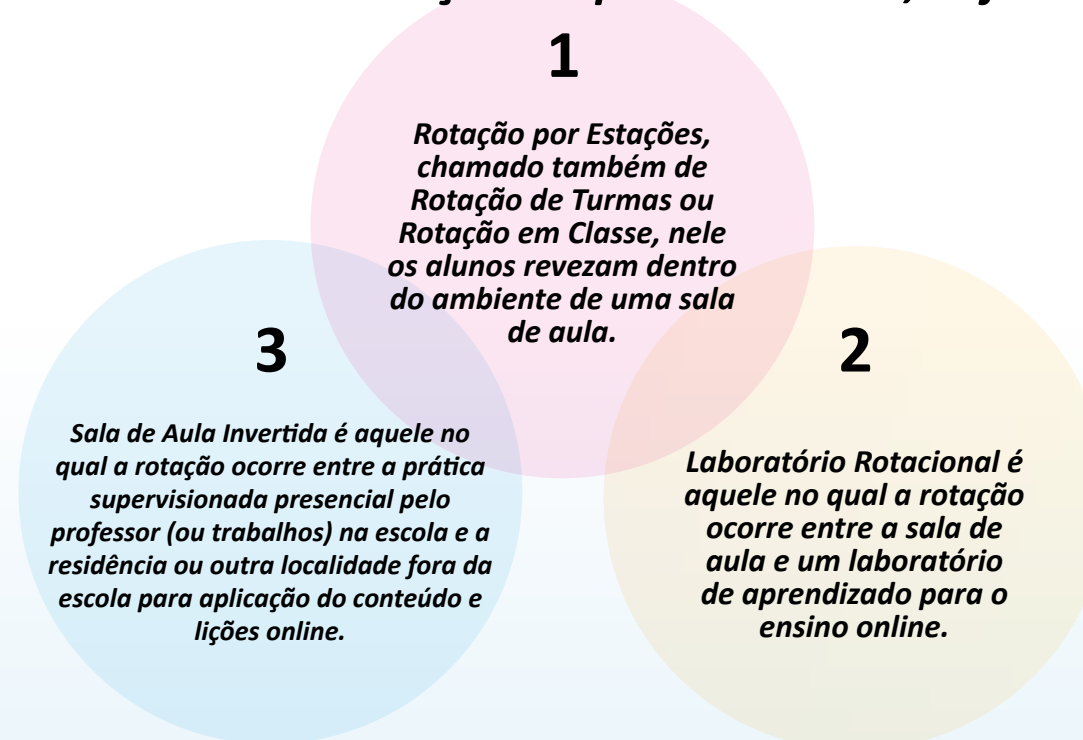 1
Rotação por Estações,
chamado também de
Rotação de Turmas ou
Rotação em Classe, nele
os alunos revezam dentro
do ambiente de uma sala
de aula.
3
Sala de Aula Invertida é aquele no
qual a rotação ocorre entre a prática
supervisionada presencial pelo
professor (ou trabalhos) na escola e a
residência ou outra localidade fora da
escola para aplicação do conteúdo e
lições online.
2
Laboratório Rotacional é
aquele no qual a rotação
ocorre entre a sala de
aula e um laboratório
de aprendizado para o
ensino online.